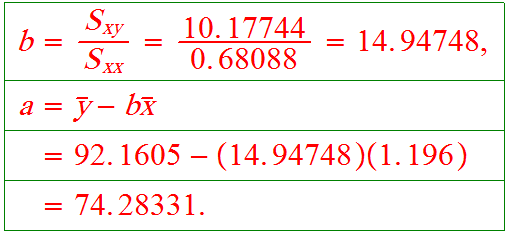 b = S_xy / S_xx = 10.17744 / 0.68088 = 14.94748,
a = ȳ − bx̄
= 92.1605 − (14.94748)(1.196)
= 74.28331.